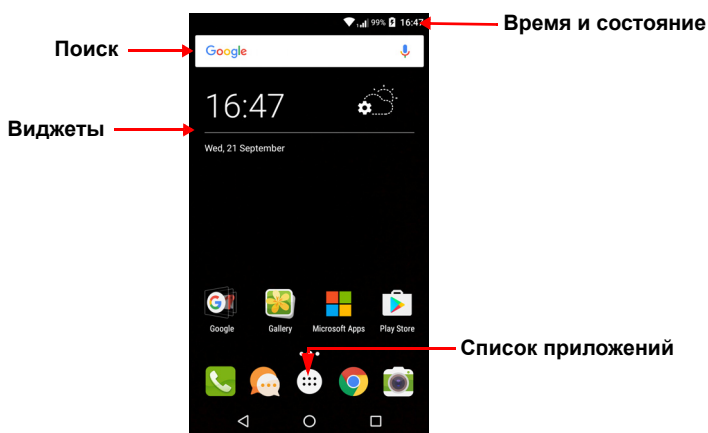 99% 16:47
Время и состояние
Поиск
Google
16:47
Виджеты
Wed, 21 September
Google Gallery Microsoft Apps Play Store
Список приложений